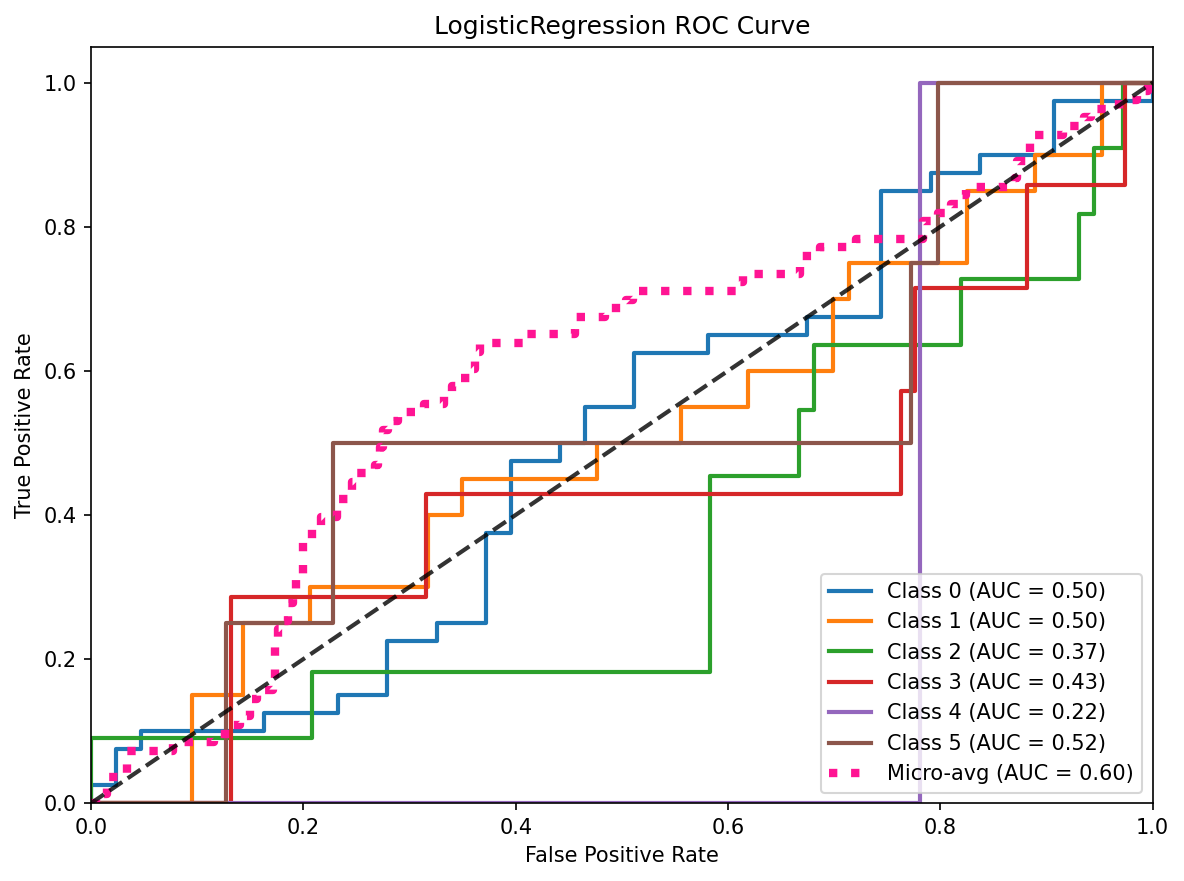 LogisticRegression ROC Curve
True Positive Rate
1.0
0.8
0.6
0.4
0.2
0.0
0.0 0.2 0.4 0.6 0.8 1.0
False Positive Rate
Class 0 (AUC = 0.50)
Class 1 (AUC = 0.50)
Class 2 (AUC = 0.37)
Class 3 (AUC = 0.43)
Class 4 (AUC = 0.22)
Class 5 (AUC = 0.52)
Micro-avg (AUC = 0.60)